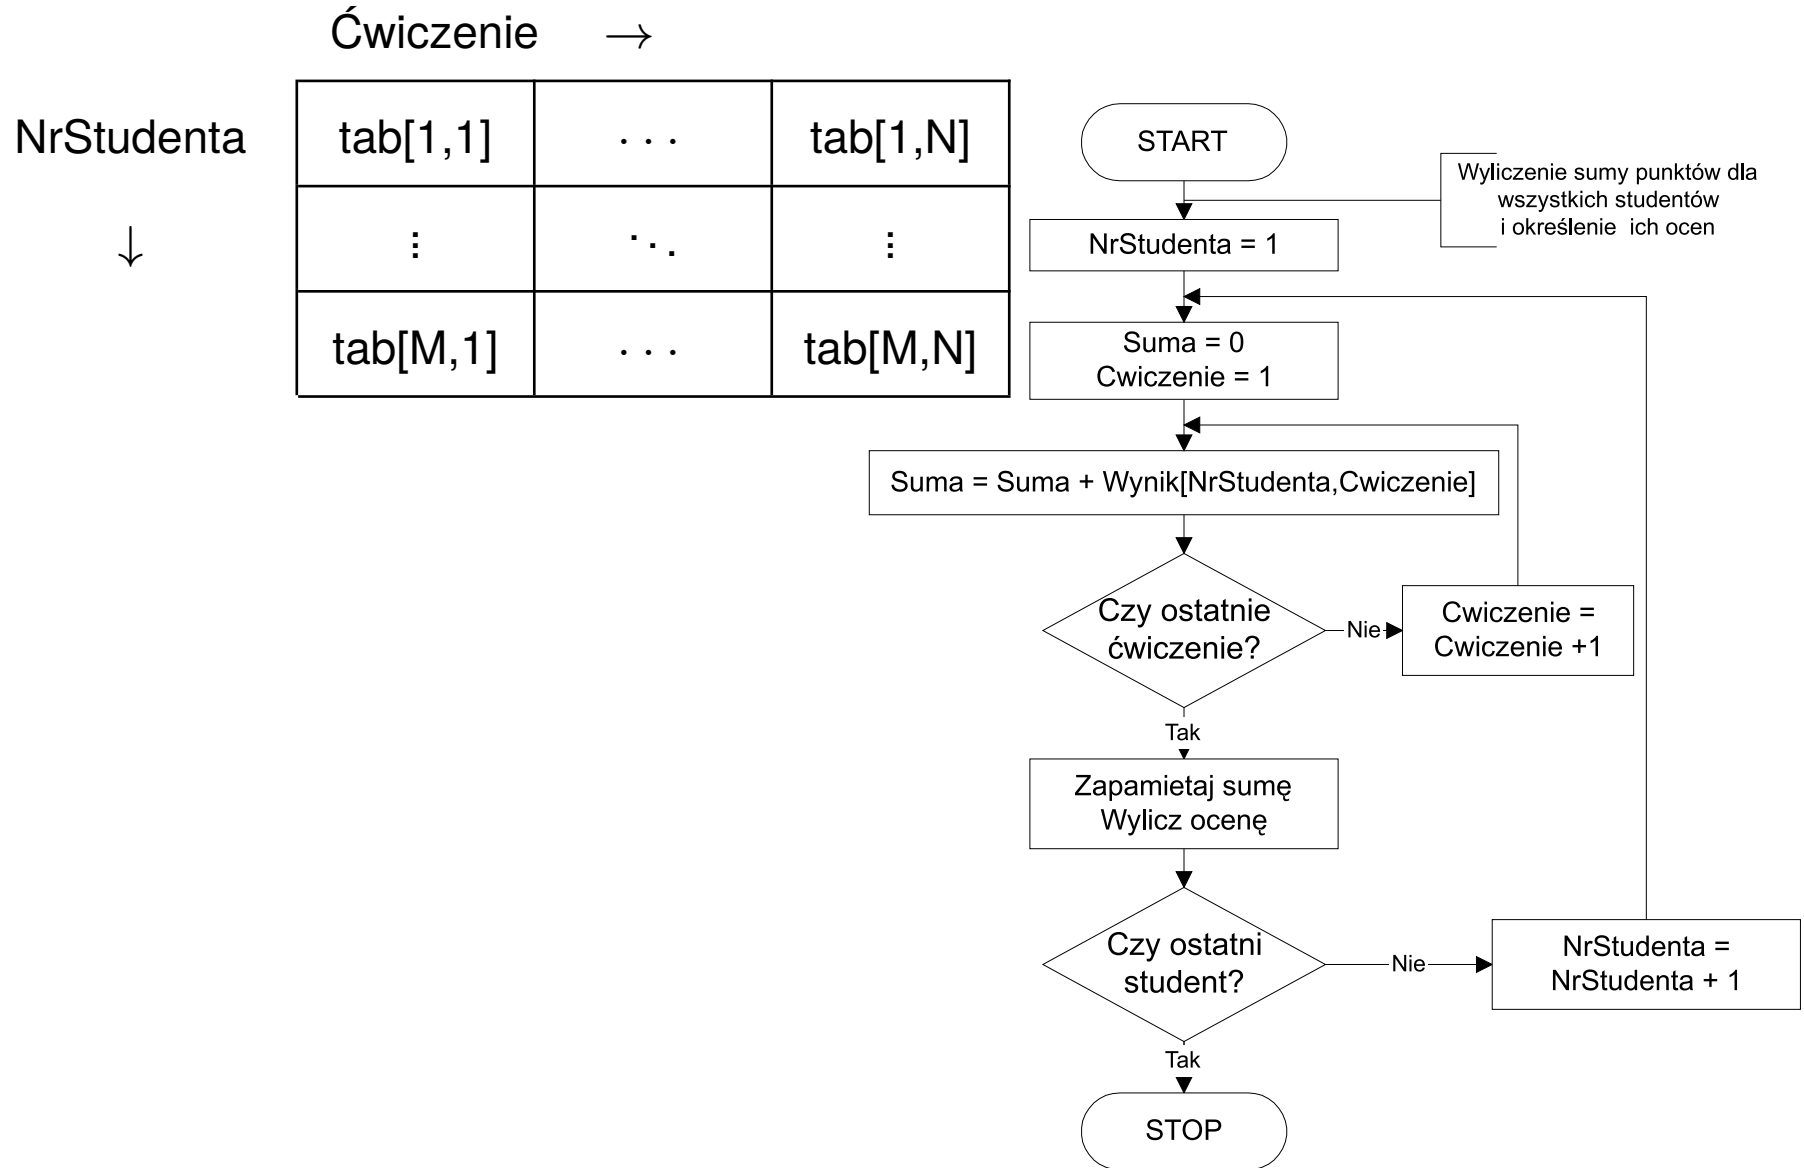 Ćwiczenie →
NrStudenta
↓
tab[1,1] . . . tab[1,N]
⋮ ⋱ ⋮
tab[M,1] . . . tab[M,N]
START
Wyliczenie sumy punktów dla
wszystkich studentów
i określenie ich ocen
NrStudenta = 1
Suma = 0
Cwiczenie = 1
Suma = Suma + Wynik[NrStudenta,Cwiczenie]
Czy ostatnie
ćwiczenie?
Nie
Cwiczenie =
Cwiczenie +1
Tak
Zapamietaj sumę
Wylicz ocenę
Czy ostatni
student?
Nie
NrStudenta =
NrStudenta + 1
Tak
STOP